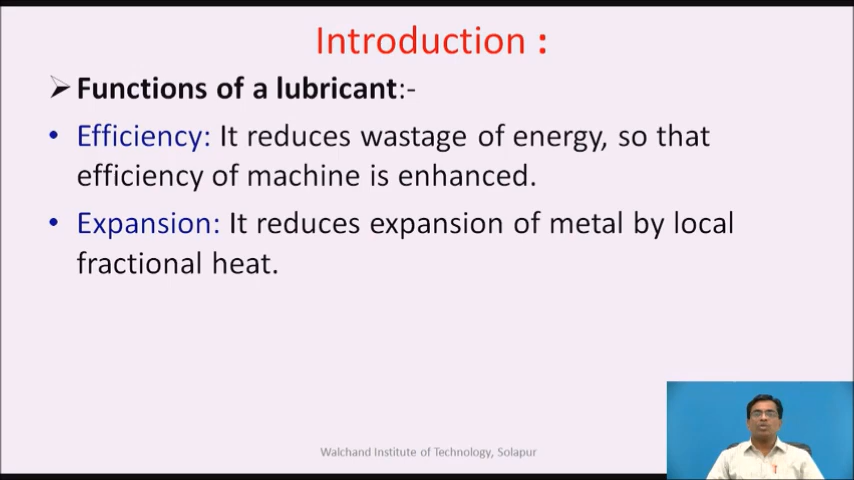 Introduction :
Functions of a lubricant:-
Efficiency: It reduces wastage of energy, so that
efficiency of machine is enhanced.
Expansion: It reduces expansion of metal by local
fractional heat.
Walchand Institute of Technology, Solapur